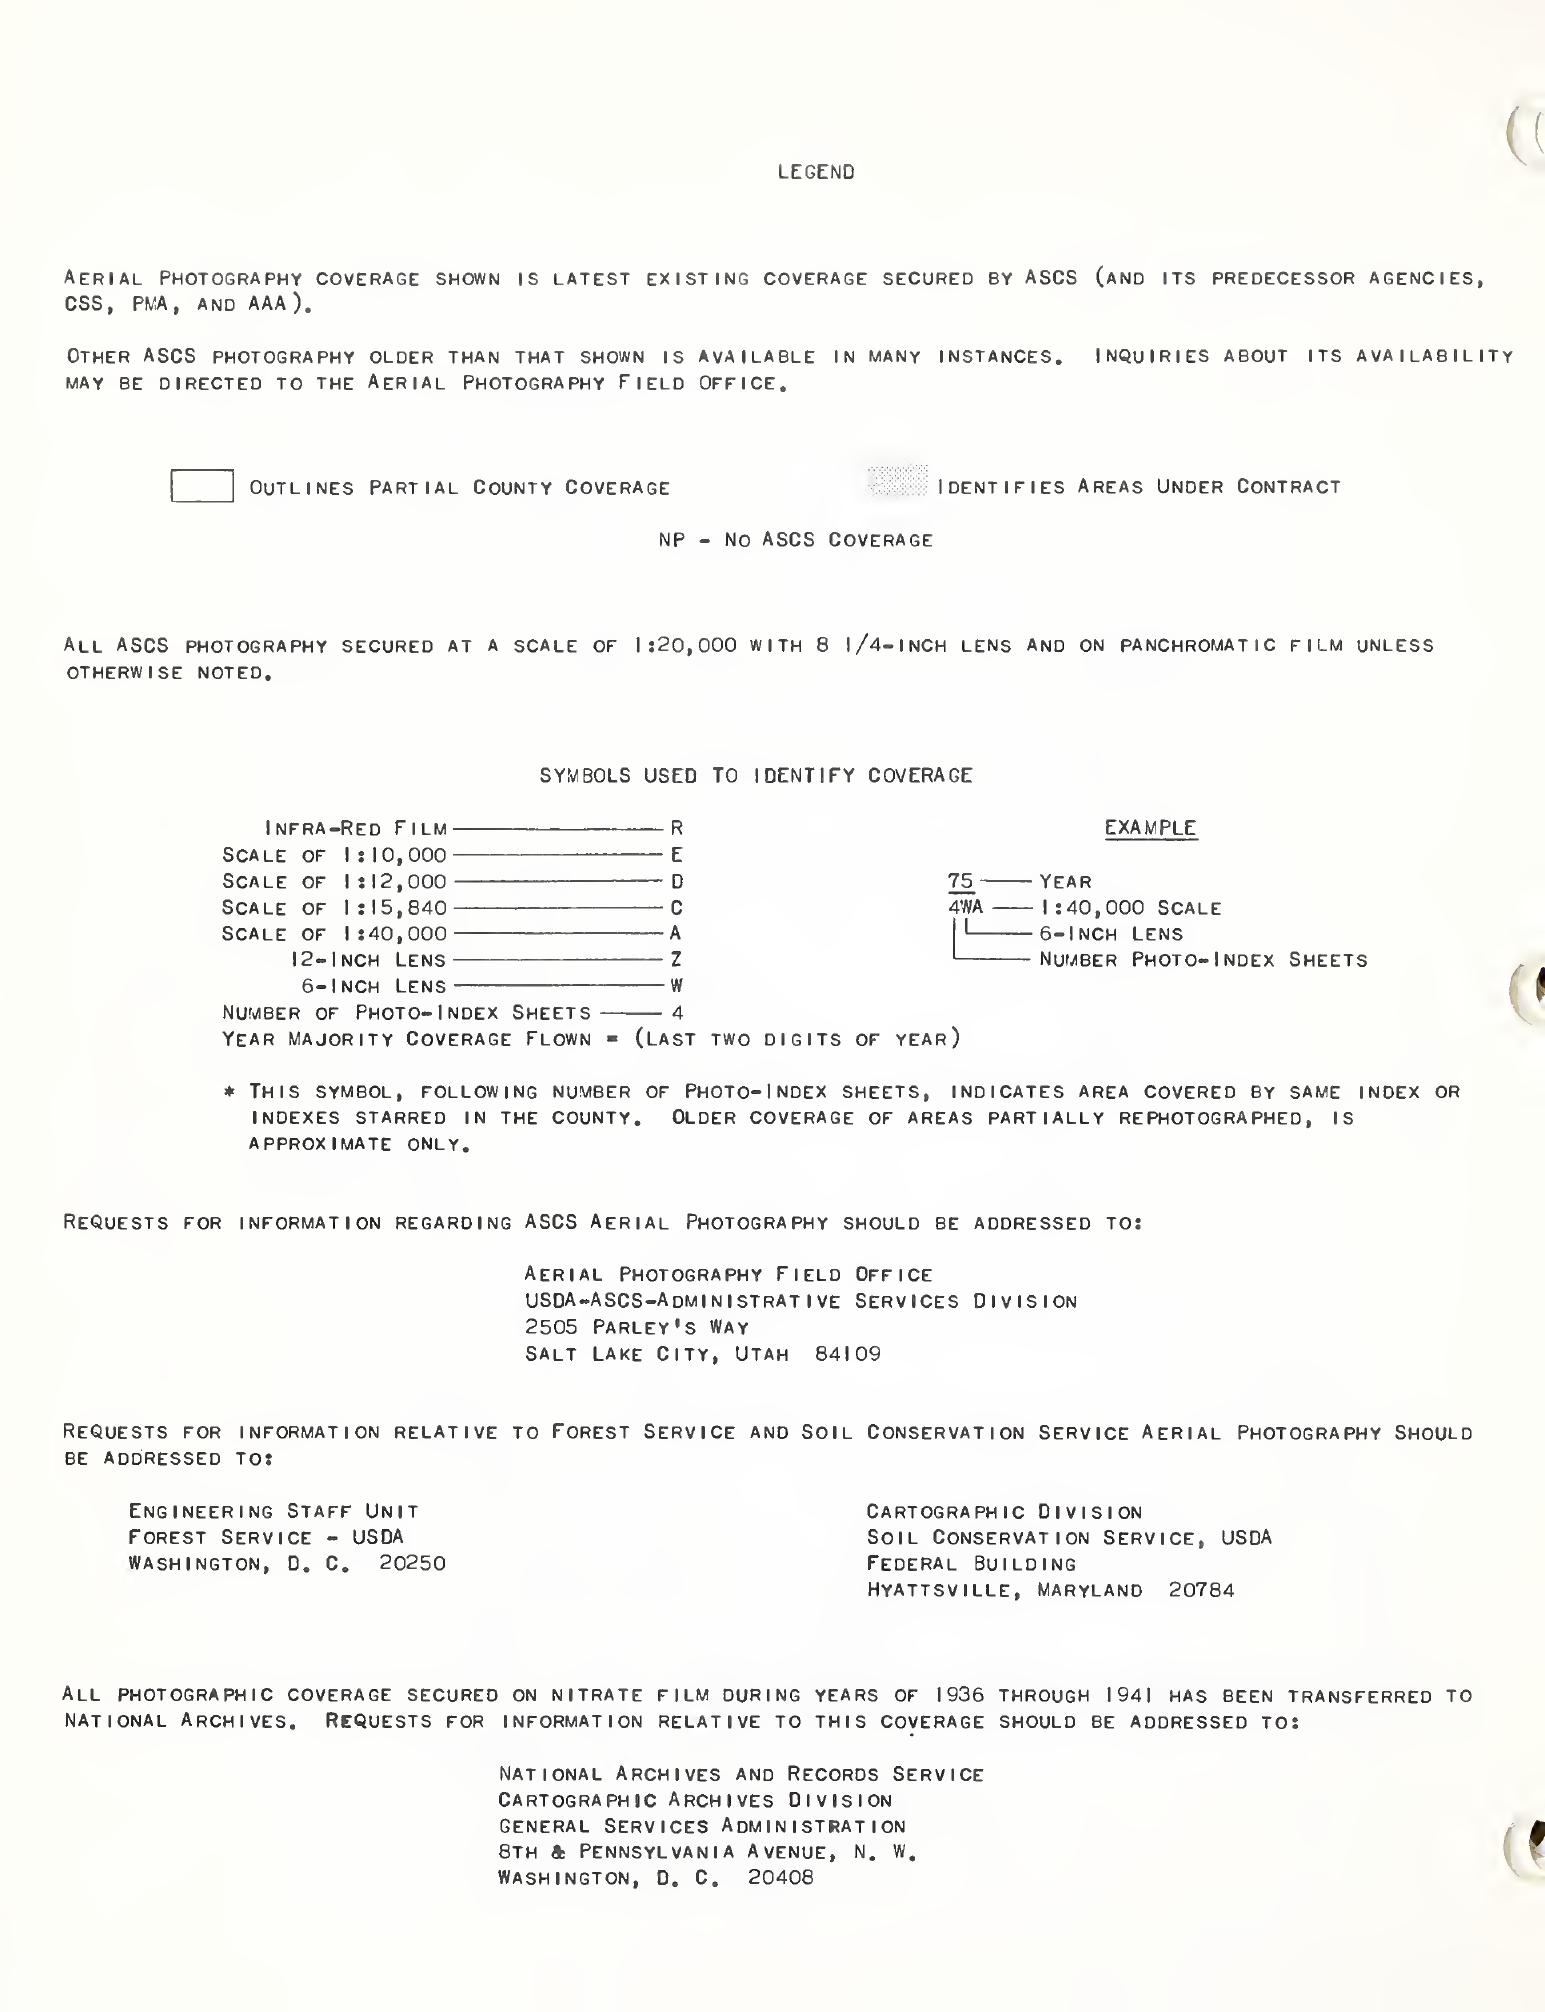 LEGEND
AERIAL PHOTOGRAPHY COVERAGE SHOWN IS LATEST EXISTING COVERAGE SECURED BY ASCS (AND ITS PREDECESSOR AGENCIES,
CSS, PMA, AND AAA).
OTHER ASCS PHOTOGRAPHY OLDER THAN THAT SHOWN IS AVAILABLE IN MANY INSTANCES. INQUIRIES ABOUT ITS AVAILABILITY
MAY BE DIRECTED TO THE AERIAL PHOTOGRAPHY FIELD OFFICE.
OUTLINES PARTIAL COUNTY COVERAGE
IDENTIFIES AREAS UNDER CONTRACT
NP - NO ASCS COVERAGE
ALL ASCS PHOTOGRAPHY SECURED AT A SCALE OF 1:20,000 WITH 8 1/4-INCH LENS AND ON PANCHROMATIC FILM UNLESS
OTHERWISE NOTED.
SYMBOLS USED TO IDENTIFY COVERAGE
INFRA-RED FILM R
SCALE OF 1:10,000 E
SCALE OF 1:12,000 D
SCALE OF 1:15,840 C
SCALE OF 1:40,000 A
12-INCH LENS Z
6-INCH LENS W
NUMBER OF PHOTO-INDEX SHEETS 4
YEAR MAJORITY COVERAGE FLOWN = (LAST TWO DIGITS OF YEAR)
EXAMPLE
75 YEAR
4WA 1:40,000 SCALE
6-INCH LENS
NUMBER PHOTO-INDEX SHEETS
* THIS SYMBOL, FOLLOWING NUMBER OF PHOTO-INDEX SHEETS, INDICATES AREA COVERED BY SAME INDEX OR
INDEXES STARRED IN THE COUNTY. OLDER COVERAGE OF AREAS PARTIALLY REPHOTOGRAPHED, IS
APPROXIMATE ONLY.
REQUESTS FOR INFORMATION REGARDING ASCS AERIAL PHOTOGRAPHY SHOULD BE ADDRESSED TO:
AERIAL PHOTOGRAPHY FIELD OFFICE
USDA-ASCS-ADMINISTRATIVE SERVICES DIVISION
2505 PARLEY'S WAY
SALT LAKE CITY, UTAH 84109
REQUESTS FOR INFORMATION RELATIVE TO FOREST SERVICE AND SOIL CONSERVATION SERVICE AERIAL PHOTOGRAPHY SHOULD
BE ADDRESSED TO:
ENGINEERING STAFF UNIT
FOREST SERVICE - USDA
WASHINGTON, D. C. 20250
CARTOGRAPHIC DIVISION
SOIL CONSERVATION SERVICE, USDA
FEDERAL BUILDING
HYATTSVILLE, MARYLAND 20784
ALL PHOTOGRAPHIC COVERAGE SECURED ON NITRATE FILM DURING YEARS OF 1936 THROUGH 1941 HAS BEEN TRANSFERRED TO
NATIONAL ARCHIVES. REQUESTS FOR INFORMATION RELATIVE TO THIS COVERAGE SHOULD BE ADDRESSED TO:
NATIONAL ARCHIVES AND RECORDS SERVICE
CARTOGRAPHIC ARCHIVES DIVISION
GENERAL SERVICES ADMINISTRATION
8TH & PENNSYLVANIA AVENUE, N. W.
WASHINGTON, D. C. 20408